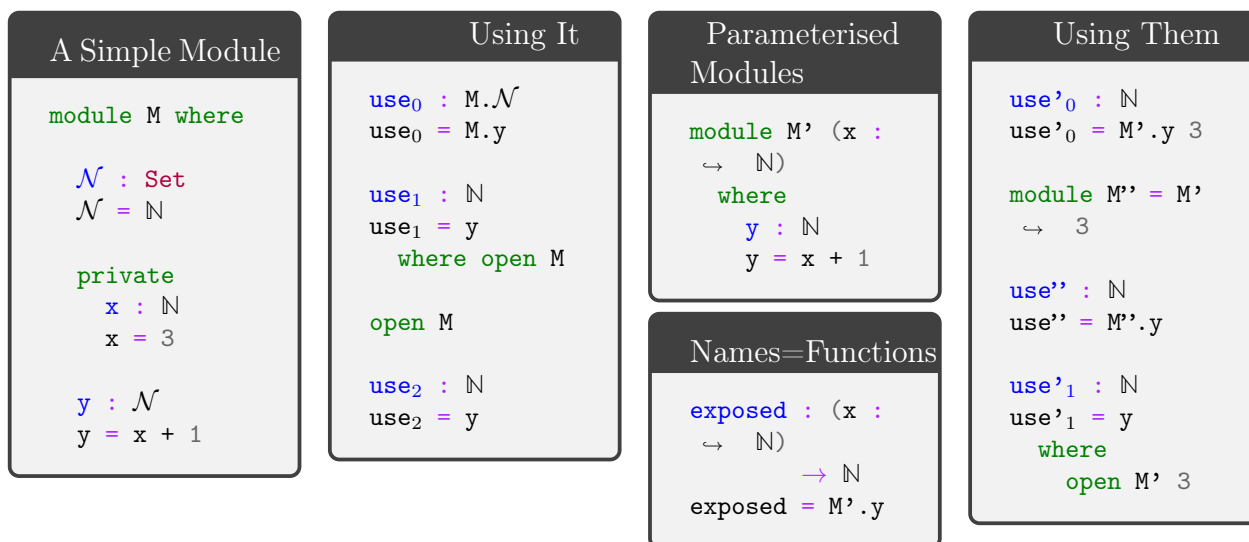 A Simple Module
module M where
𝒩 : Set
𝒩 = ℕ
private
x : ℕ
x = 3
y : 𝒩
y = x + 1
Using It
use₀ : M.𝒩
use₀ = M.y
use₁ : ℕ
use₁ = y
where open M
open M
use₂ : ℕ
use₂ = y
Parameterised
Modules
module M’ (x :
↪ ℕ)
where
y : ℕ
y = x + 1
Names=Functions
exposed : (x :
↪ ℕ)
→ ℕ
exposed = M’.y
Using Them
use’₀ : ℕ
use’₀ = M’.y 3
module M’’ = M’
↪ 3
use’’ : ℕ
use’’ = M’’.y
use’₁ : ℕ
use’₁ = y
where
open M’ 3